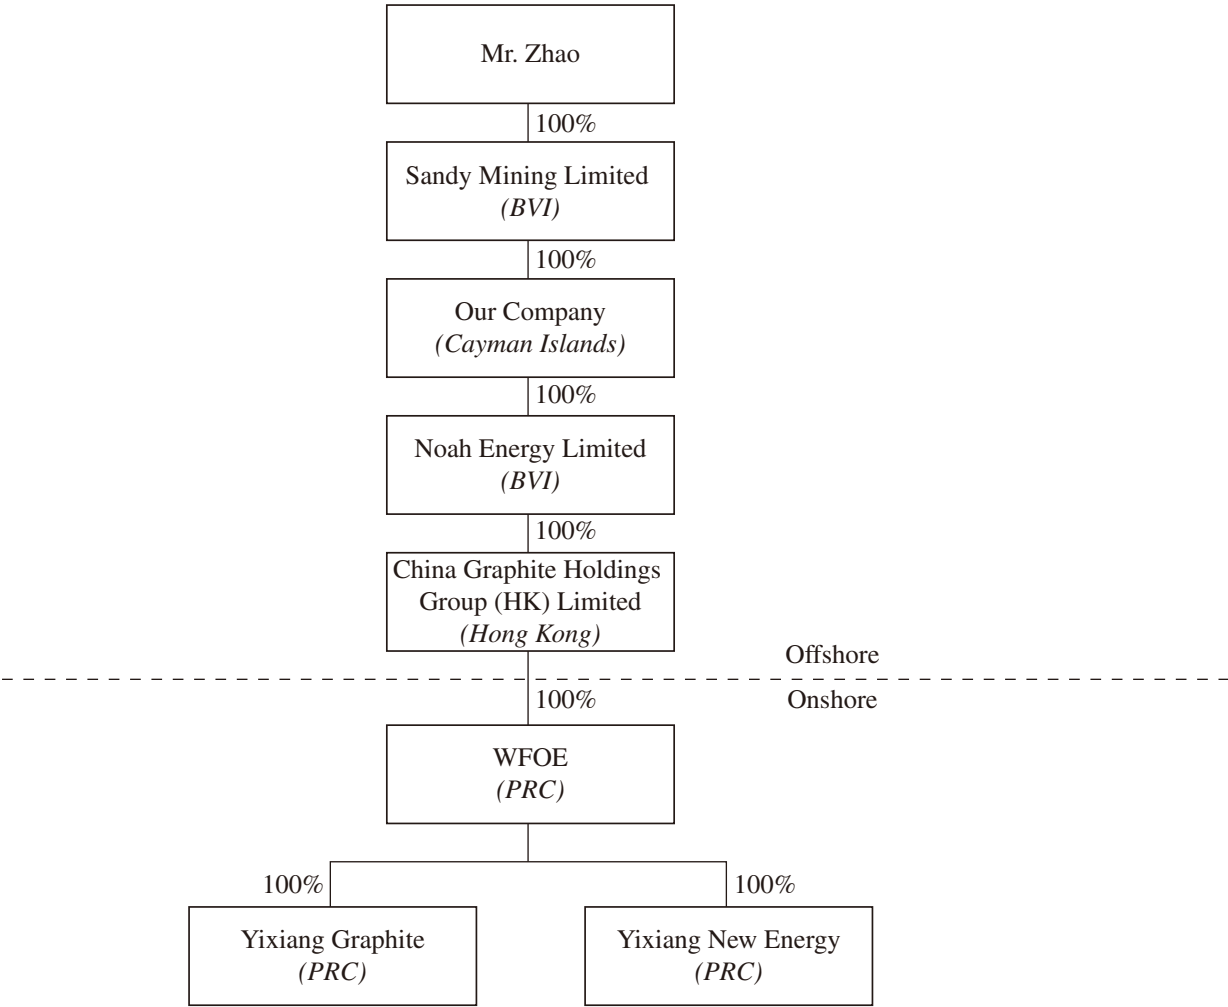 Mr. Zhao
100%
Sandy Mining Limited
(BVI)
100%
Our Company
(Cayman Islands)
100%
Noah Energy Limited
(BVI)
100%
China Graphite Holdings
Group (HK) Limited
(Hong Kong)
Offshore
100%
Onshore
WFOE
(PRC)
100%
100%
Yixiang Graphite
(PRC)
Yixiang New Energy
(PRC)